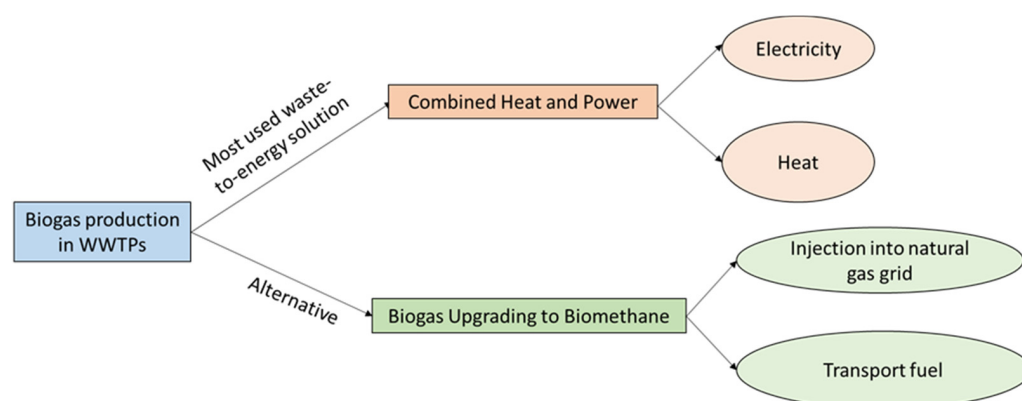 Electricity
Most used waste-
to-energy solution
Combined Heat and Power
Heat
Biogas production
in WWTPs
Injection into natural
gas grid
Alternative
Biogas Upgrading to Biomethane
Transport fuel